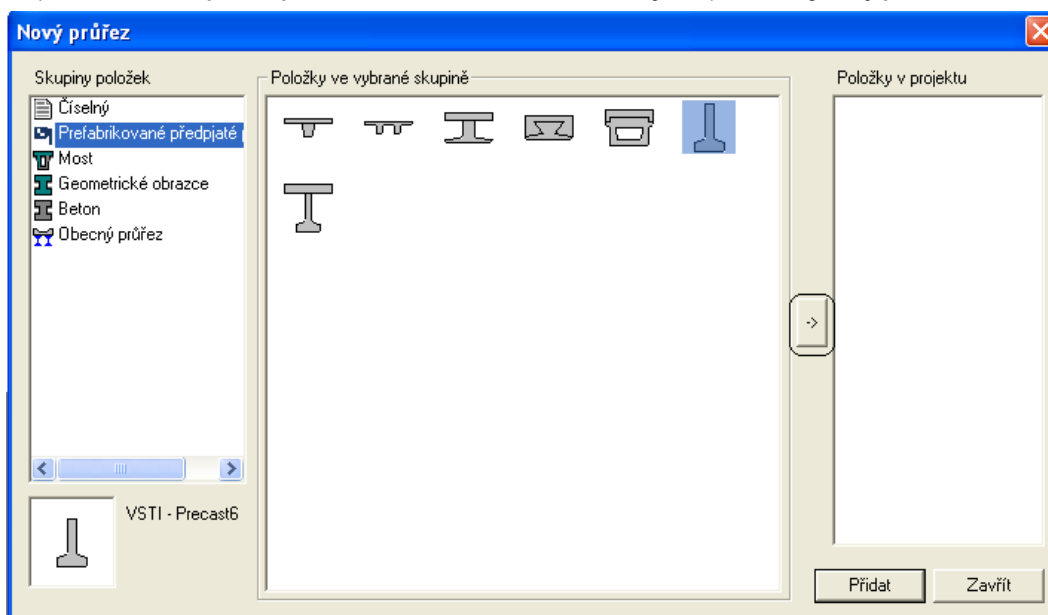 Nový průřez
Skupiny položek
Položky ve vybrané skupině
Položky v projektu
Číselný
Prefabrikované předpjaté
Most
Geometrické obrazce
Beton
Obecný průřez
->
VSTI - Precast6
Přidat
Zavřít